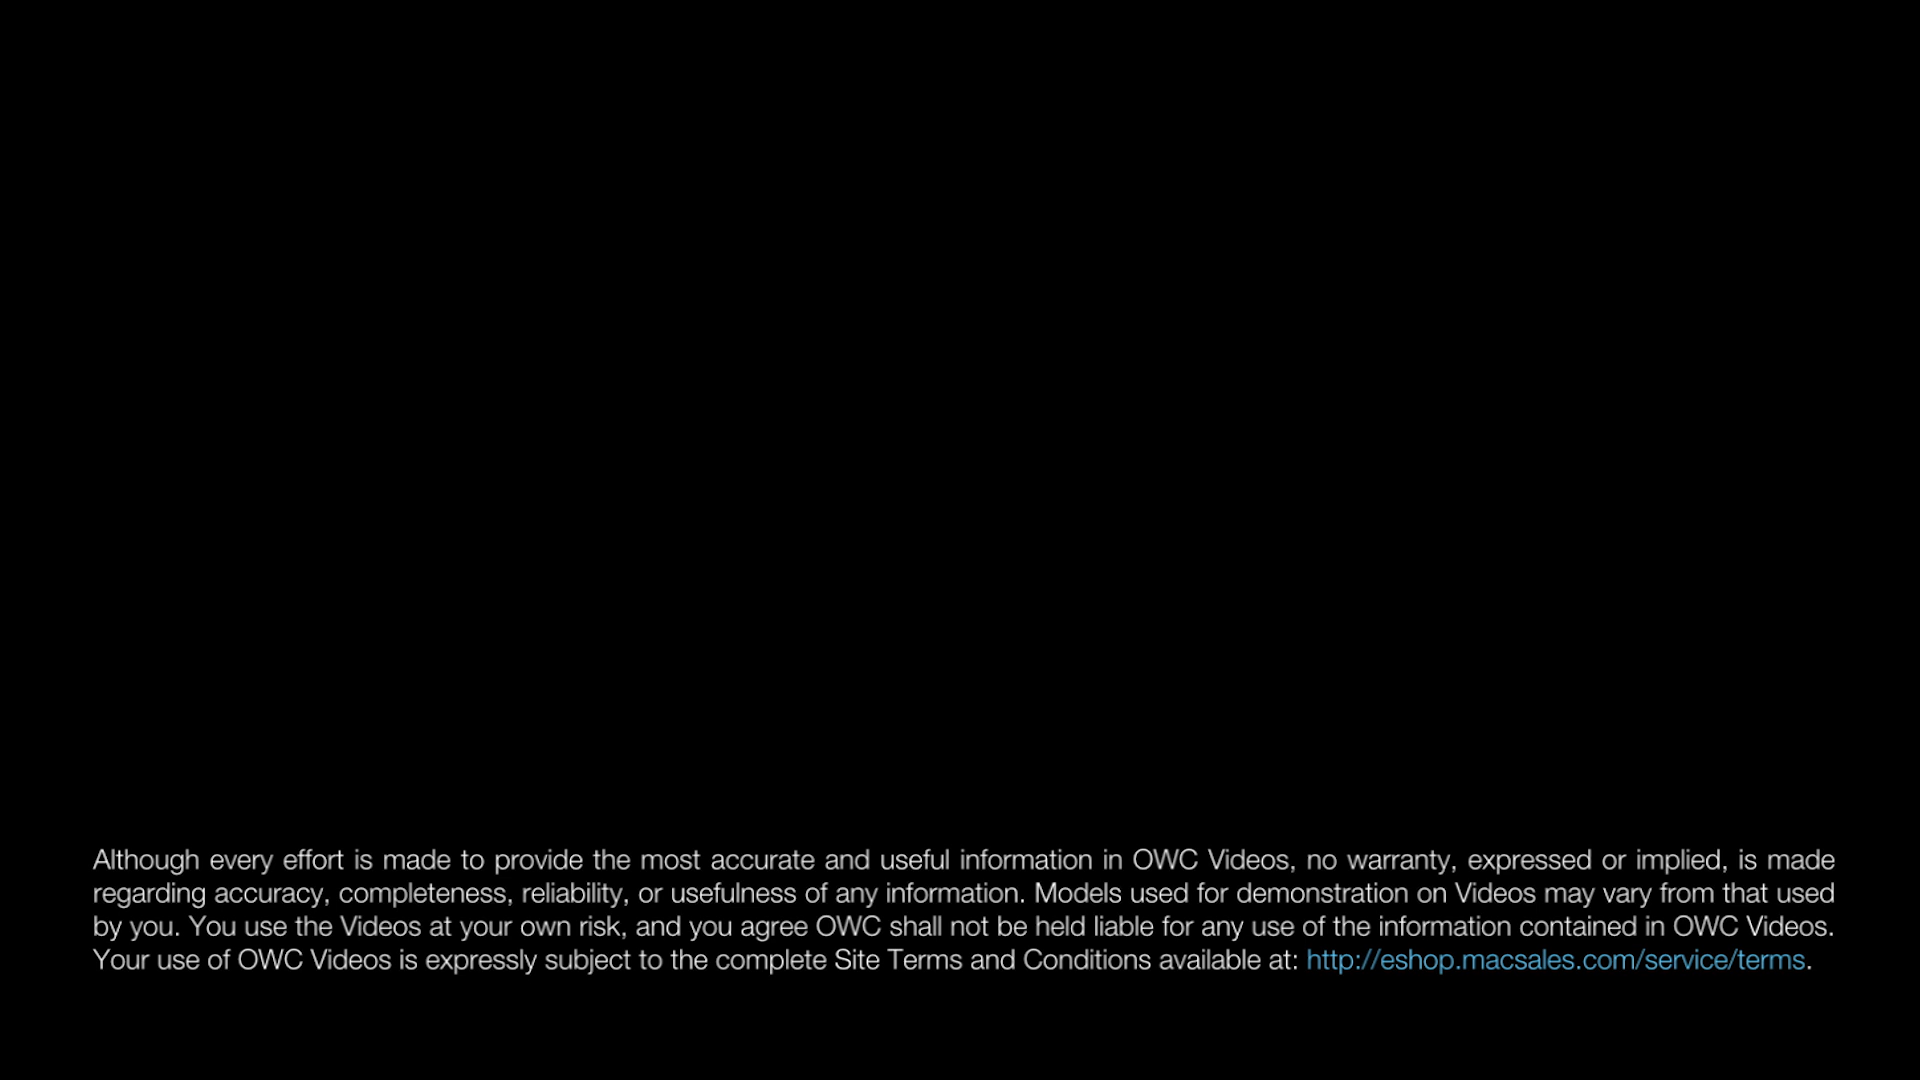 Although every effort is made to provide the most accurate and useful information in OWC Videos, no warranty, expressed or implied, is made
regarding accuracy, completeness, reliability, or usefulness of any information. Models used for demonstration on Videos may vary from that used
by you. You use the Videos at your own risk, and you agree OWC shall not be held liable for any use of the information contained in OWC Videos.
Your use of OWC Videos is expressly subject to the complete Site Terms and Conditions available at: http://eshop.macsales.com/service/terms.